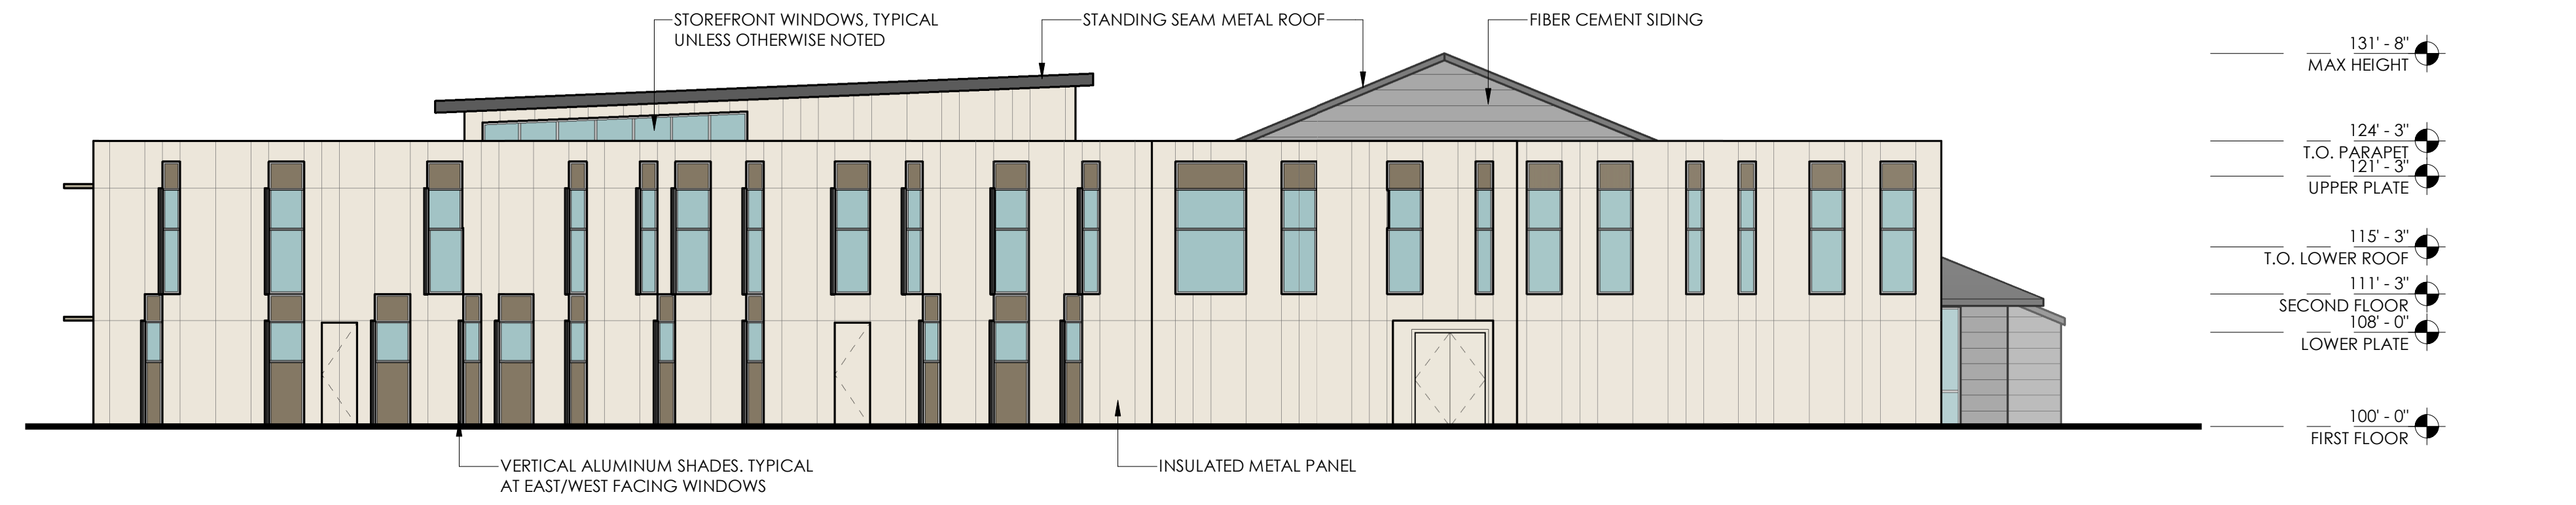 STOREFRONT WINDOWS, TYPICAL
UNLESS OTHERWISE NOTED
STANDING SEAM METAL ROOF
FIBER CEMENT SIDING
131' - 8"
MAX HEIGHT
124' - 3"
T.O. PARAPET
121' - 3"
UPPER PLATE
115' - 3"
T.O. LOWER ROOF
111' - 3"
SECOND FLOOR
108' - 0"
LOWER PLATE
100' - 0"
FIRST FLOOR
VERTICAL ALUMINUM SHADES. TYPICAL
AT EAST/WEST FACING WINDOWS
INSULATED METAL PANEL